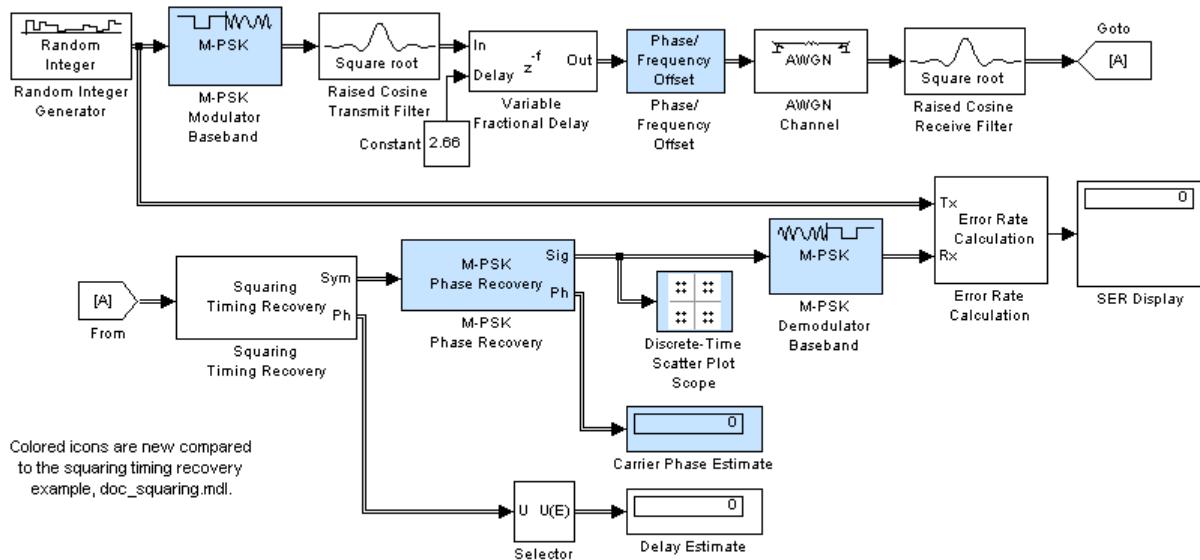 Random
Integer
Random Integer
Generator
M-PSK
M-PSK
Modulator
Baseband
Square root
Raised Cosine
Transmit Filter
In
Delay
z^-f
Out
Variable
Fractional Delay
Constant
2.66
Phase/
Frequency
Offset
Phase/
Frequency
Offset
AWGN
AWGN
Channel
Square root
Raised Cosine
Receive Filter
Goto
[A]
[A]
From
Squaring
Timing Recovery
Sym
Ph
Squaring
Timing Recovery
M-PSK
Phase Recovery
Sig
Ph
M-PSK
Phase Recovery
Discrete-Time
Scatter Plot
Scope
M-PSK
M-PSK
Demodulator
Baseband
Tx
Rx
Error Rate
Calculation
Error Rate
Calculation
0
SER Display
0
Carrier Phase Estimate
U U(E)
Selector
0
Delay Estimate
Colored icons are new compared
to the squaring timing recovery
example, doc_squaring.mdl.